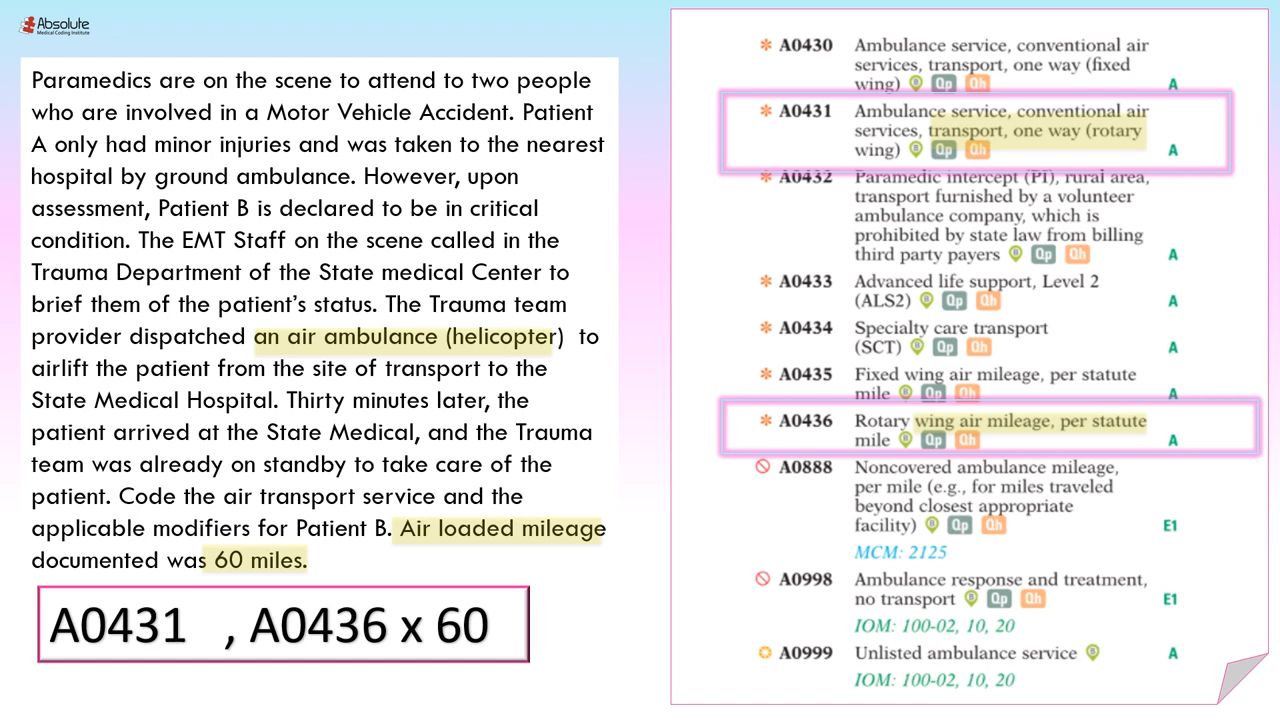 Absolute
Medical Coding Institute
Paramedics are on the scene to attend to two people
who are involved in a Motor Vehicle Accident. Patient
A only had minor injuries and was taken to the nearest
hospital by ground ambulance. However, upon
assessment, Patient B is declared to be in critical
condition. The EMT Staff on the scene called in the
Trauma Department of the State medical Center to
brief them of the patient's status. The Trauma team
provider dispatched an air ambulance (helicopter) to
airlift the patient from the site of transport to the
State Medical Hospital. Thirty minutes later, the
patient arrived at the State Medical, and the Trauma
team was already on standby to take care of the
patient. Code the air transport service and the
applicable modifiers for Patient B. Air loaded mileage
documented was 60 miles.
A0431 , A0436 x 60
* A0430 Ambulance service, conventional air
services, transport, one way (fixed
wing) B Qp Qh A
* A0431 Ambulance service, conventional air
services, transport, one way (rotary
wing) B Qp Qh A
* A0432 Paramedic intercept (PI), rural area,
transport furnished by a volunteer
ambulance company, which is
prohibited by state law from billing
third party payers B Qp Qh A
* A0433 Advanced life support, Level 2
(ALS2) B Qp Qh A
* A0434 Specialty care transport
(SCT) B Qp Qh A
* A0435 Fixed wing air mileage, per statute
mile B Qp Qh A
* A0436 Rotary wing air mileage, per statute
mile B Qp Qh A
A0888 Noncovered ambulance mileage,
per mile (e.g., for miles traveled
beyond closest appropriate
facility) B Qp Qh E1
MCM: 2125
A0998 Ambulance response and treatment,
no transport B Qp Qh E1
IOM: 100-02, 10, 20
A0999 Unlisted ambulance service B A
IOM: 100-02, 10, 20